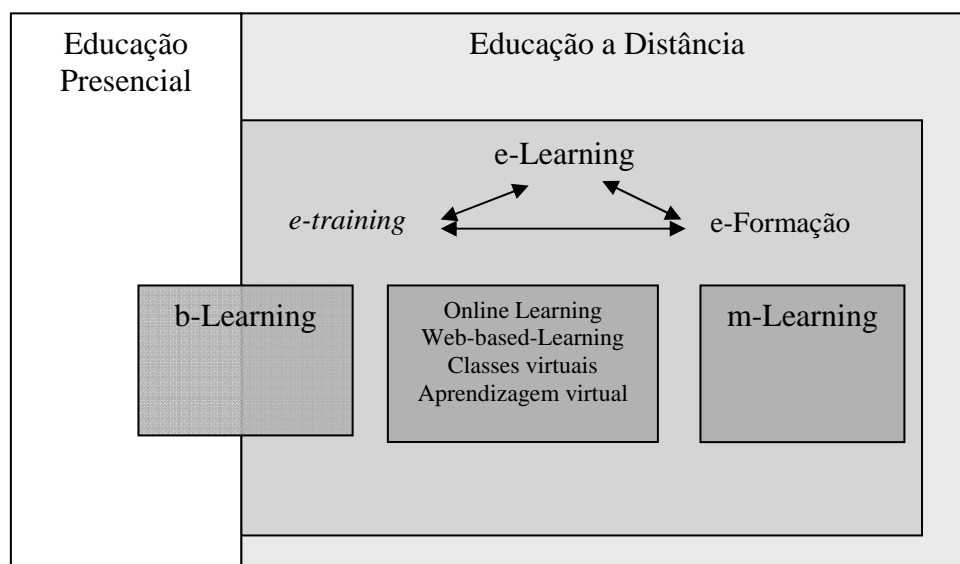 Educação
Presencial
Educação a Distância
e-Learning
e-training
e-Formação
b-Learning
Online Learning
Web-based-Learning
Classes virtuais
Aprendizagem virtual
m-Learning